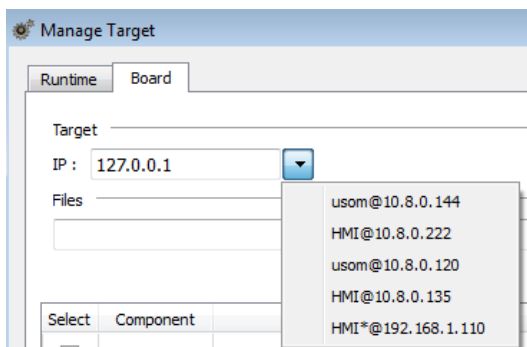 Manage Target
Runtime Board
Target
IP : 127.0.0.1
Files
usom@10.8.0.144
HMI@10.8.0.222
usom@10.8.0.120
HMI@10.8.0.135
HMI*@192.168.1.110
Select Component